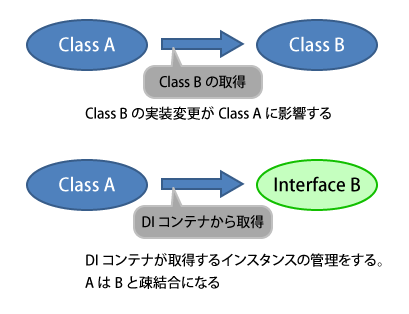 Class A
Class B
Class B の取得
Class B の実装変更が Class A に影響する
Class A
Interface B
DI コンテナから取得
DI コンテナが取得するインスタンスの管理をする。
A は B と疎結合になる